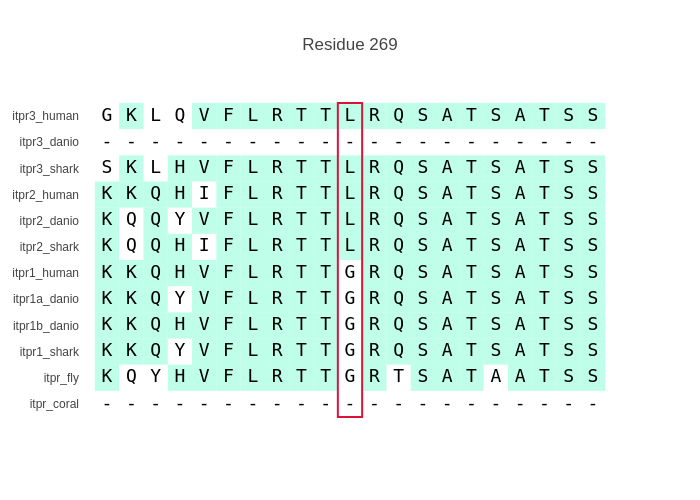 Residue 269
itpr3_human G K L Q V F L R T T L R Q S A T S A T S S
itpr3_danio - - - - - - - - - - - - - - - - - - - - -
itpr3_shark S K L H V F L R T T L R Q S A T S A T S S
itpr2_human K K Q H I F L R T T L R Q S A T S A T S S
itpr2_danio K Q Q Y V F L R T T L R Q S A T S A T S S
itpr2_shark K Q Q H I F L R T T L R Q S A T S A T S S
itpr1_human K K Q H V F L R T T G R Q S A T S A T S S
itpr1a_danio K K Q Y V F L R T T G R Q S A T S A T S S
itpr1b_danio K K Q H V F L R T T G R Q S A T S A T S S
itpr1_shark K K Q Y V F L R T T G R Q S A T S A T S S
itpr_fly K Q Y H V F L R T T G R T S A T A A T S S
itpr_coral - - - - - - - - - - - - - - - - - - - - -